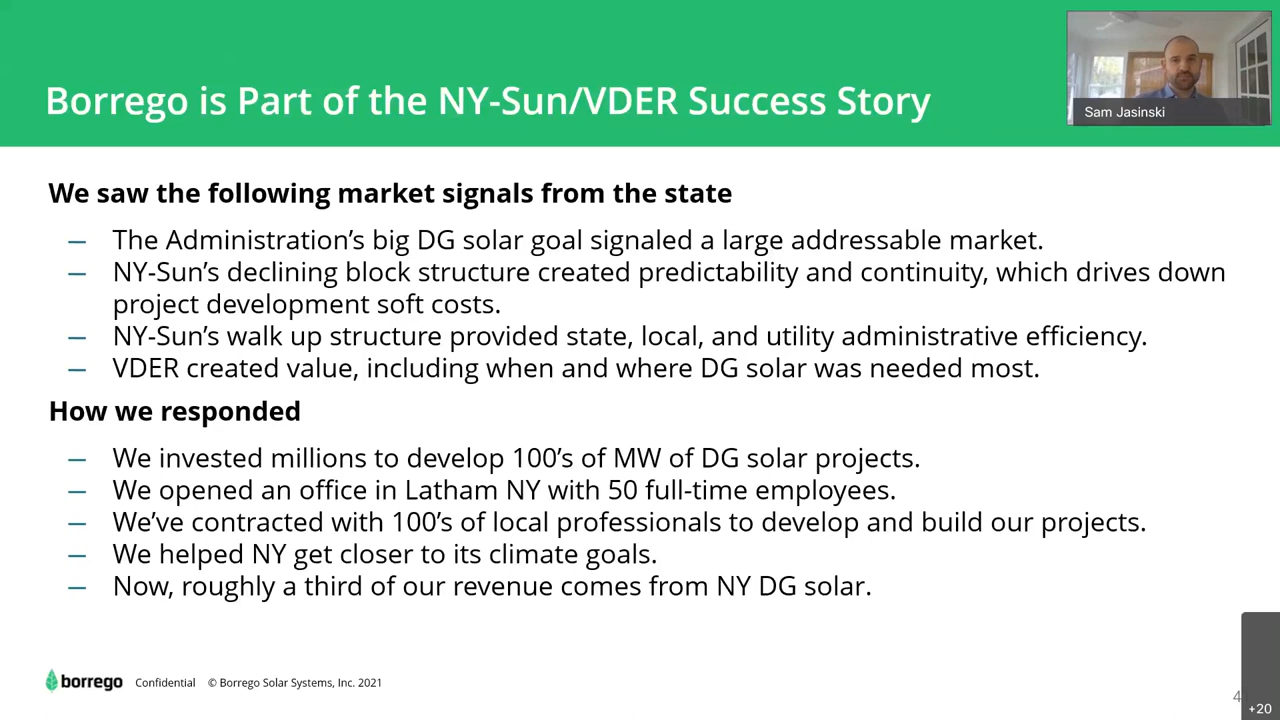 Borrego is Part of the NY-Sun/VDER Success Story
Sam Jasinski
We saw the following market signals from the state
– The Administration’s big DG solar goal signaled a large addressable market.
– NY-Sun’s declining block structure created predictability and continuity, which drives down
project development soft costs.
– NY-Sun’s walk up structure provided state, local, and utility administrative efficiency.
– VDER created value, including when and where DG solar was needed most.
How we responded
– We invested millions to develop 100’s of MW of DG solar projects.
– We opened an office in Latham NY with 50 full-time employees.
– We’ve contracted with 100’s of local professionals to develop and build our projects.
– We helped NY get closer to its climate goals.
– Now, roughly a third of our revenue comes from NY DG solar.
borrego Confidential © Borrego Solar Systems, Inc. 2021
+20